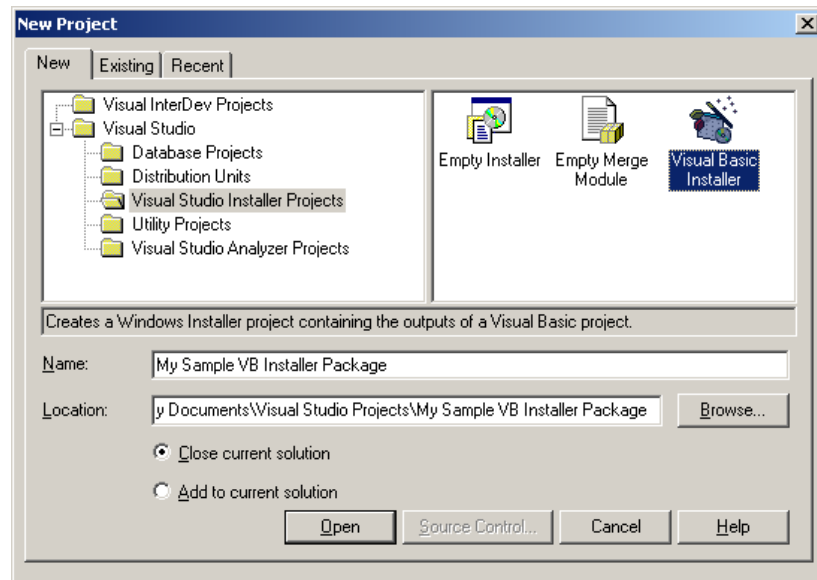 New Project
New Existing Recent
Visual InterDev Projects
Visual Studio
Database Projects
Distribution Units
Visual Studio Installer Projects
Utility Projects
Visual Studio Analyzer Projects
Empty Installer
Empty Merge
Module
Visual Basic
Installer
Creates a Windows Installer project containing the outputs of a Visual Basic project.
Name: My Sample VB Installer Package
Location: y Documents\Visual Studio Projects\My Sample VB Installer Package Browse...
Close current solution
Add to current solution
Open Source Control... Cancel Help